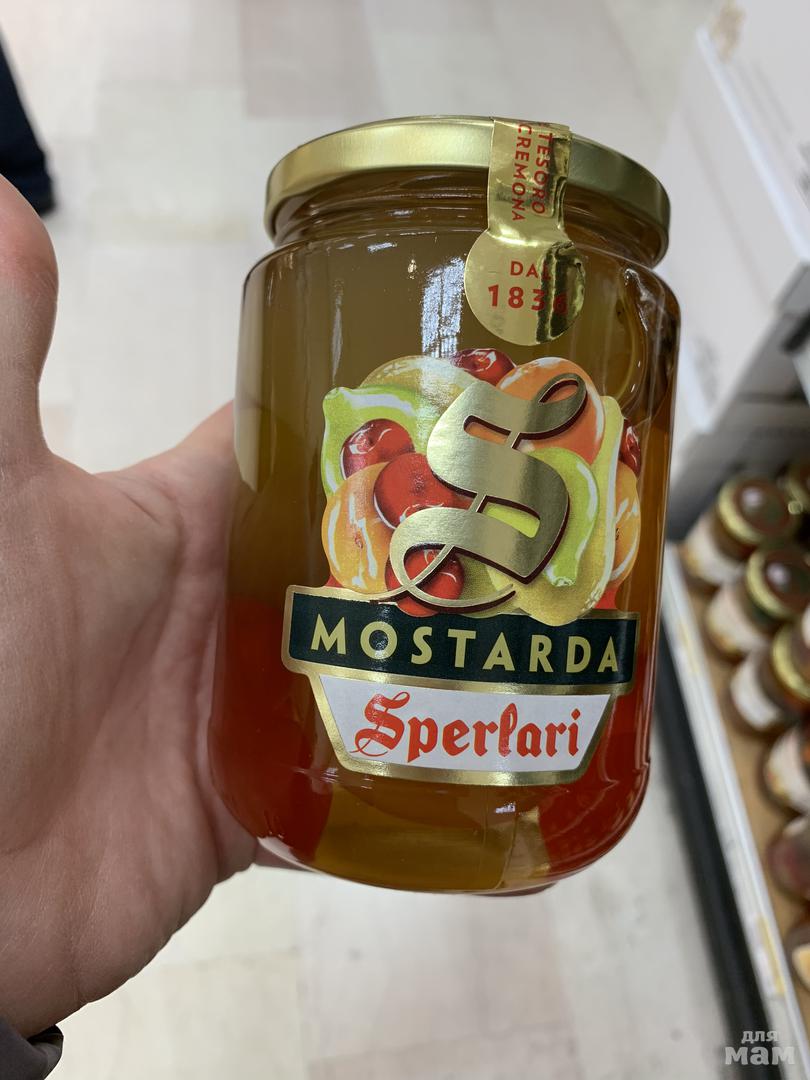 TESORO
CREMONA
DAL
1836
S
MOSTARDA
Sperlari
для
мам